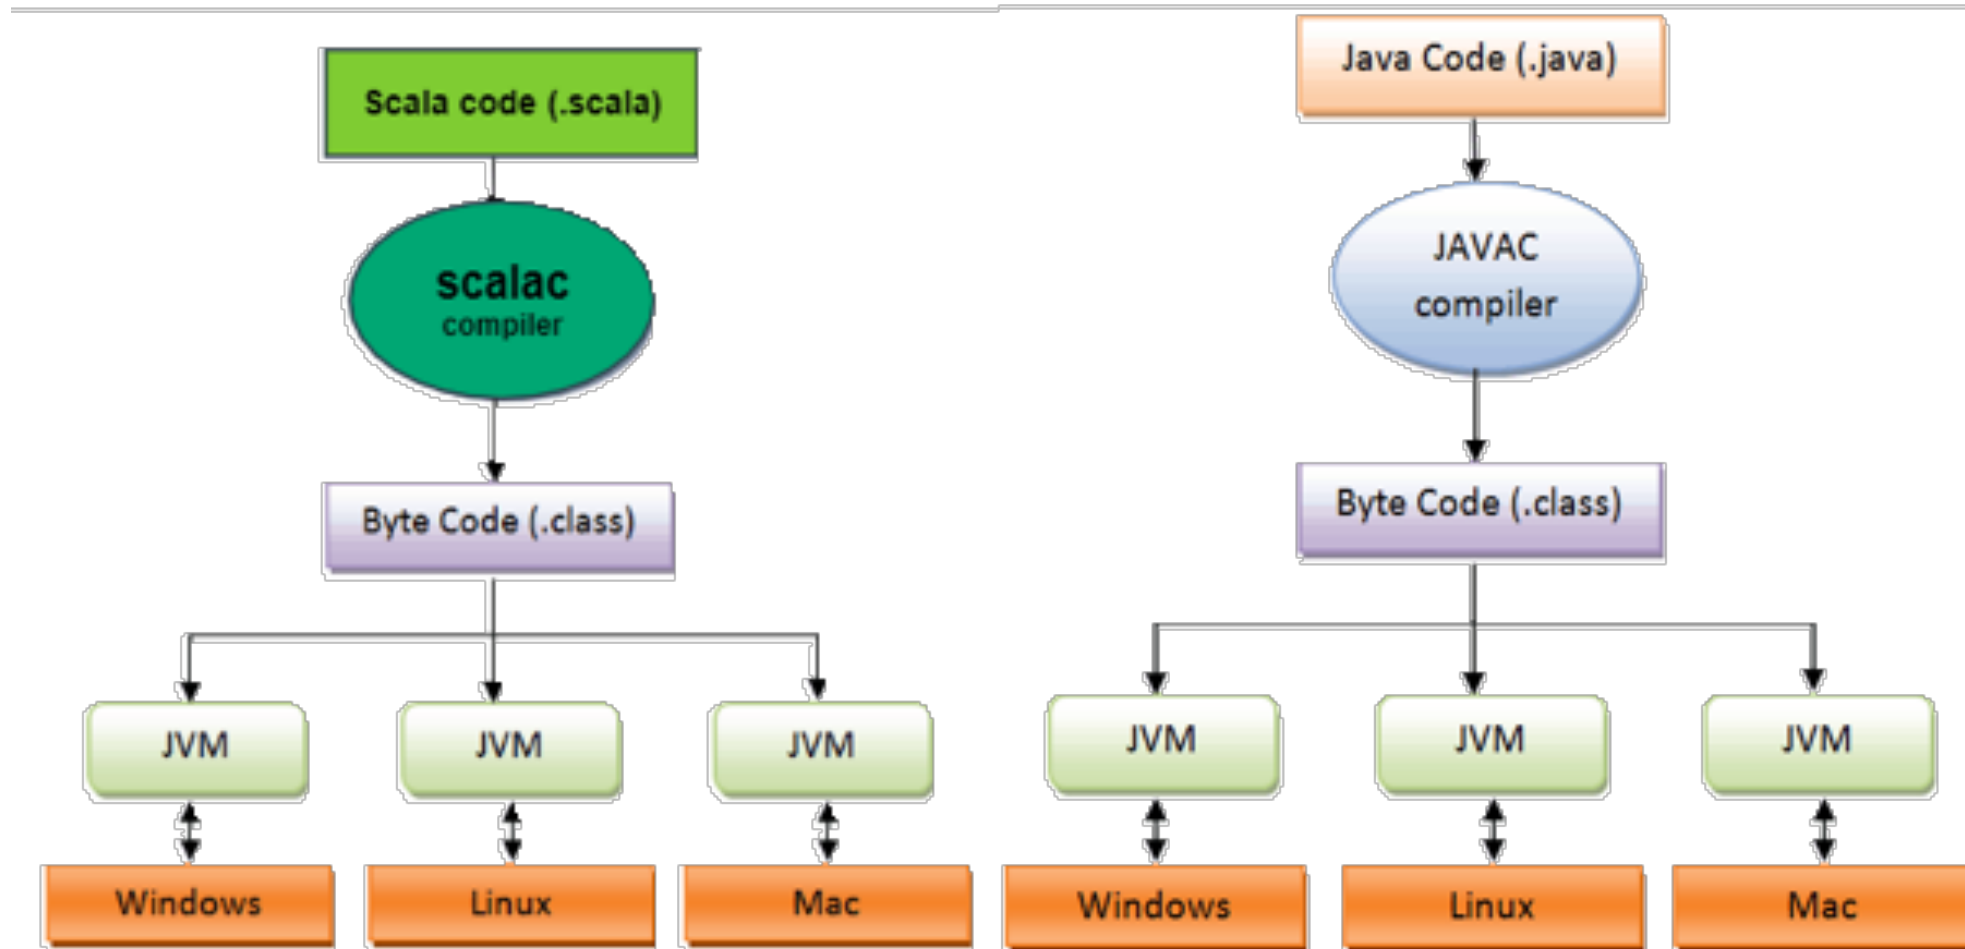 Scala code (.scala)
scalac
compiler
Byte Code (.class)
JVM
JVM
JVM
Windows
Linux
Mac
Java Code (.java)
JAVAC
compiler
Byte Code (.class)
JVM
JVM
JVM
Windows
Linux
Mac